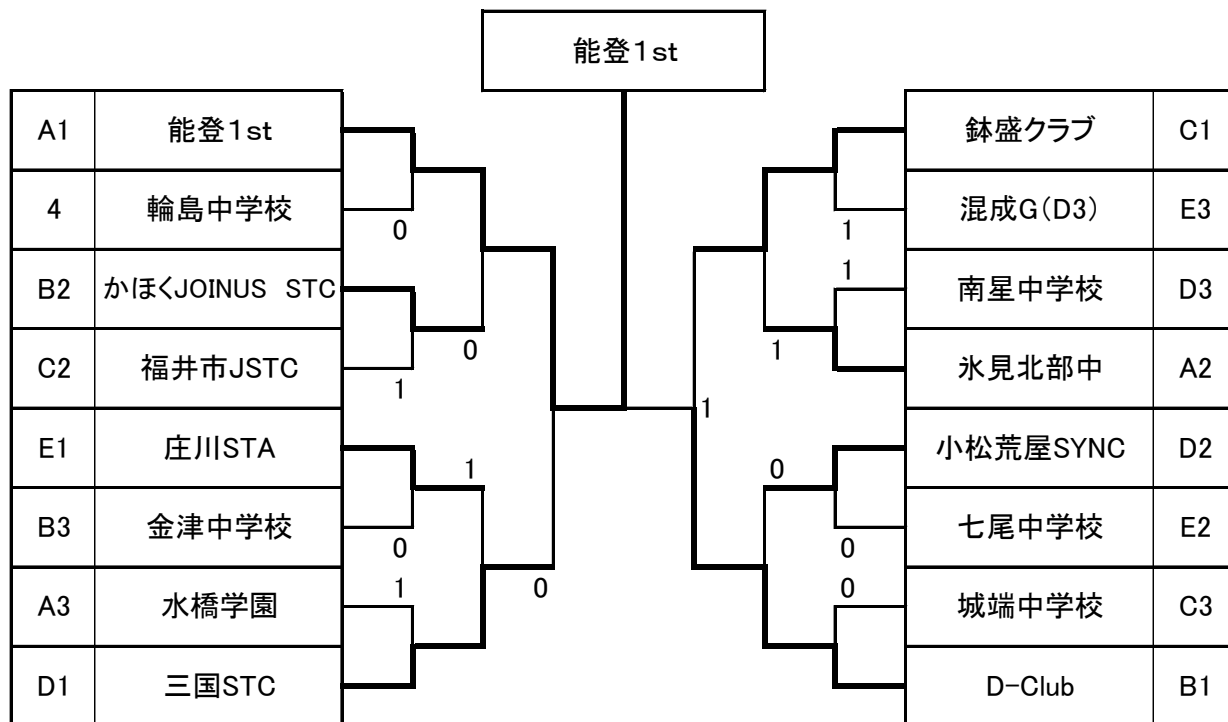 能登1st
A1 能登1st
4 輪島中学校
0
B2 かほくJOINUS STC
0
C2 福井市JSTC
1
E1 庄川STA
1
B3 金津中学校
0
A3 水橋学園
1
0
D1 三国STC
鉢盛クラブ C1
混成G(D3) E3
1
1
南星中学校 D3
1
氷見北部中 A2
1
小松荒屋SYNC D2
0
七尾中学校 E2
0
0
城端中学校 C3
D-Club B1